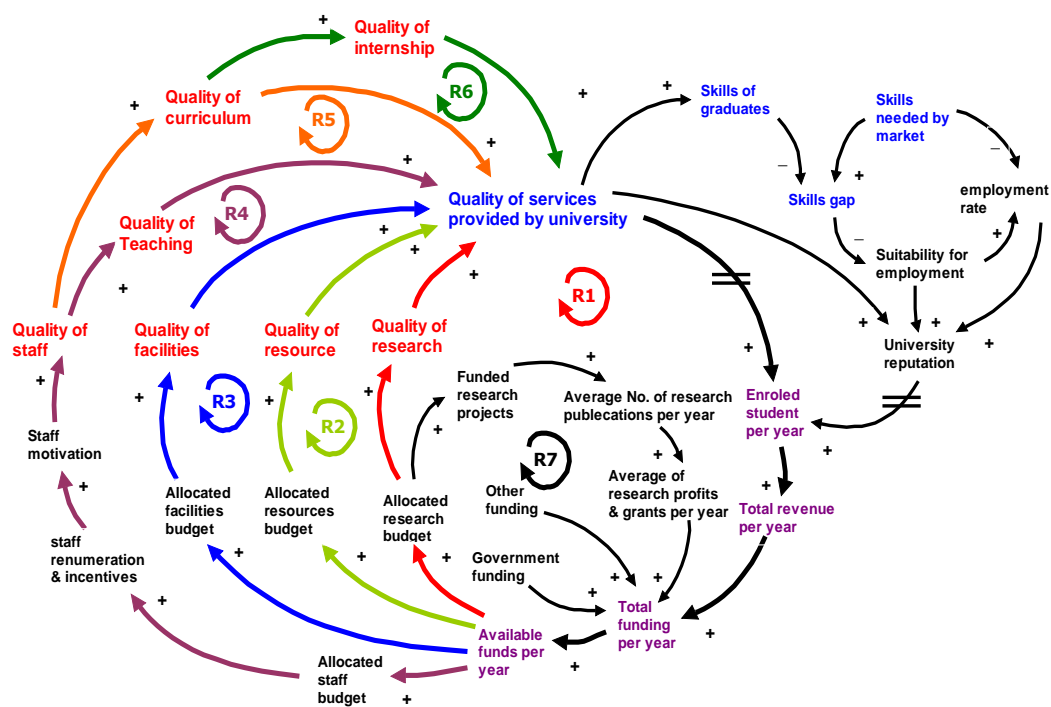 Quality of
internship
+
R6
Quality of
curriculum
+
R5
+
+
+
Skills of
graduates
Skills
needed by
market
+
R4
Quality of
Teaching
+
Quality of services
provided by university
+
+
–
Skills gap
+
–
employment
rate
–
Suitability for
employment
+
+
+
R1
Quality of
staff
Quality of
facilities
Quality of
resource
Quality of
research
+
+
+
University
reputation
+
+
R3
+
+
+
R2
Funded
research
projects
+
Average No. of research
publecations per year
+
Enroled
student
per year
+
+
Staff
motivation
+
R7
+
Average of
research profits
& grants per year
+
Total revenue
per year
Allocated
facilities
budget
Allocated
resources
budget
Allocated
research
budget
Other
funding
staff
renumeration
& incentives
+
+
+
Government
funding
+
+
+
Total
funding
per year
+
Available
funds per
year
+
Allocated
staff
budget
+